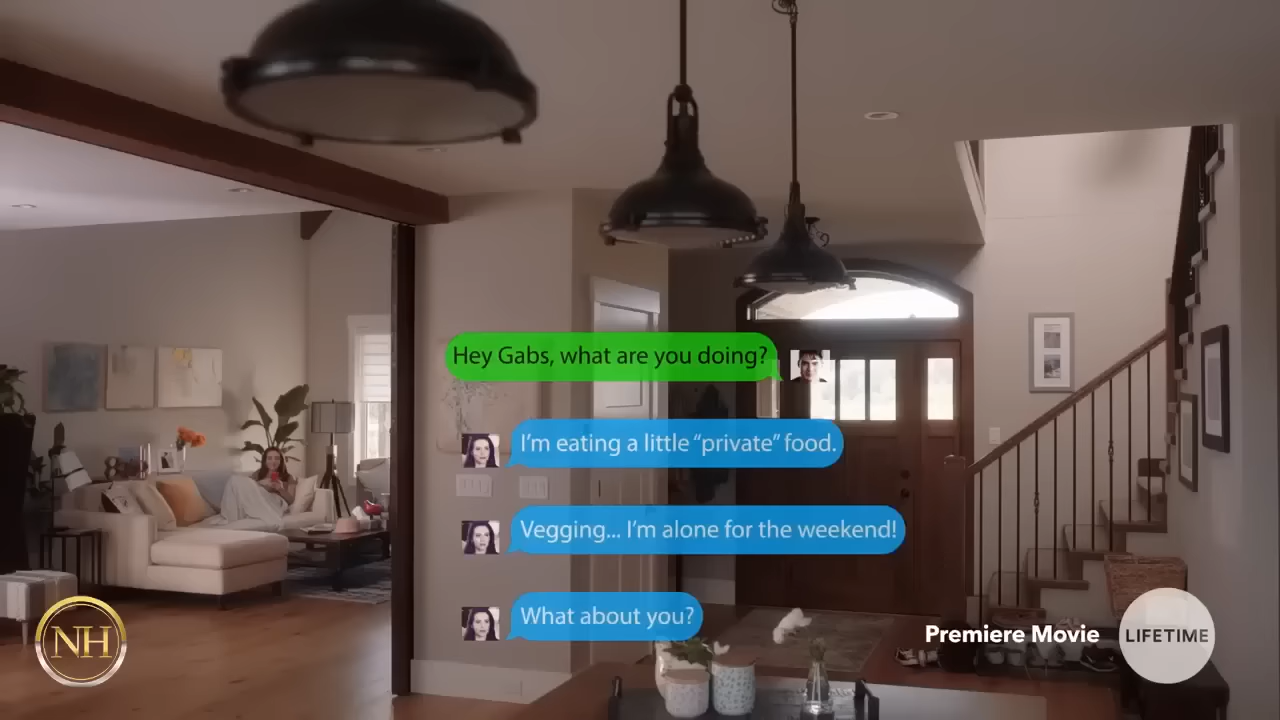 Hey Gabs, what are you doing?
I'm eating a little “private” food.
Vegging... I'm alone for the weekend!
What about you?
NH
Premiere Movie
LIFETIME